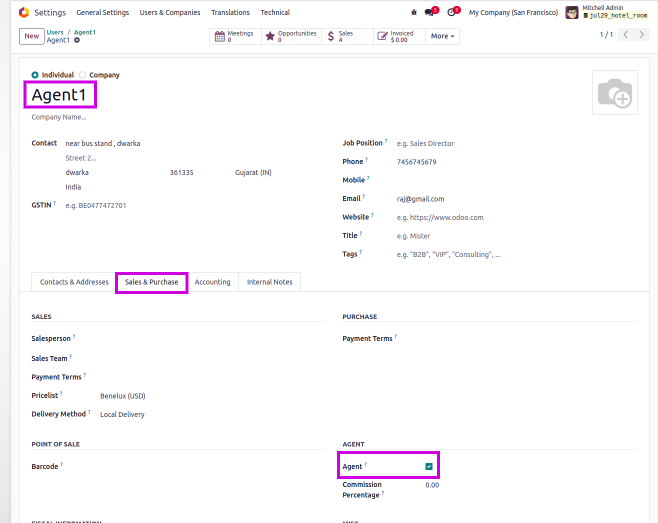 Settings General Settings Users & Companies Translations Technical 5 9 My Company (San Francisco) Mitchell Admin
jul29_hotel_room
New Users / Agent1
Agent1
Meetings 0 Opportunities 0 Sales 4 Invoiced $ 0.00 More
1 / 1
Individual Company
Agent1
Company Name...
Contact near bus stand , dwarka
Street 2...
dwarka 361335 Gujarat (IN)
India
GSTIN ? e.g. BE0477472701
Job Position ? e.g. Sales Director
Phone ? 7456745679
Mobile ?
Email ? raj@gmail.com
Website ? e.g. https://www.odoo.com
Title ? e.g. Mister
Tags ? e.g. "B2B", "VIP", "Consulting", ...
Contacts & Addresses Sales & Purchase Accounting Internal Notes
SALES
Salesperson ?
Sales Team ?
Payment Terms ?
Pricelist ? Benelux (USD)
Delivery Method ? Local Delivery
PURCHASE
Payment Terms ?
POINT OF SALE
Barcode ?
AGENT
Agent ?
Commission 0.00
Percentage ?
FISCAL INFORMATION
MISC